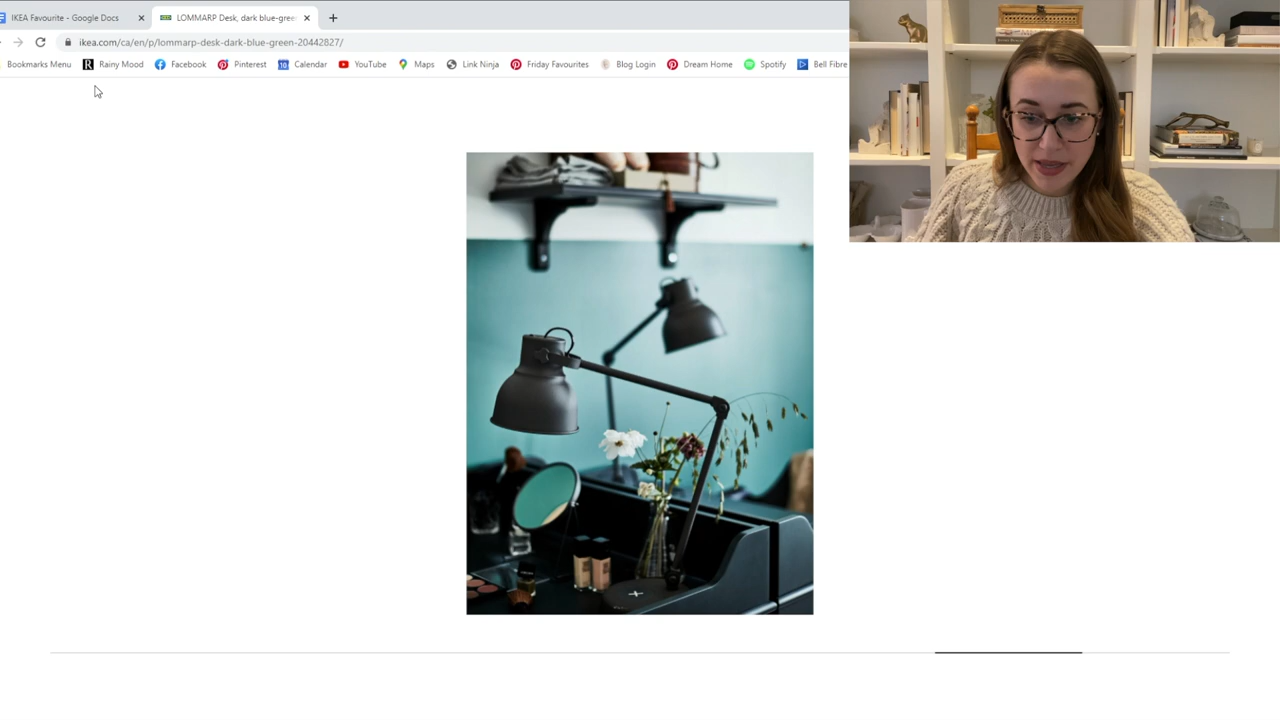 IKEA Favourite - Google Docs
LOMMARP Desk, dark blue-gree
ikea.com/ca/en/p/lommarp-desk-dark-blue-green-20442827/
Bookmarks Menu Rainy Mood Facebook Pinterest 10 Calendar YouTube Maps Link Ninja Friday Favourites Blog Login Dream Home Spotify Bell Fibre